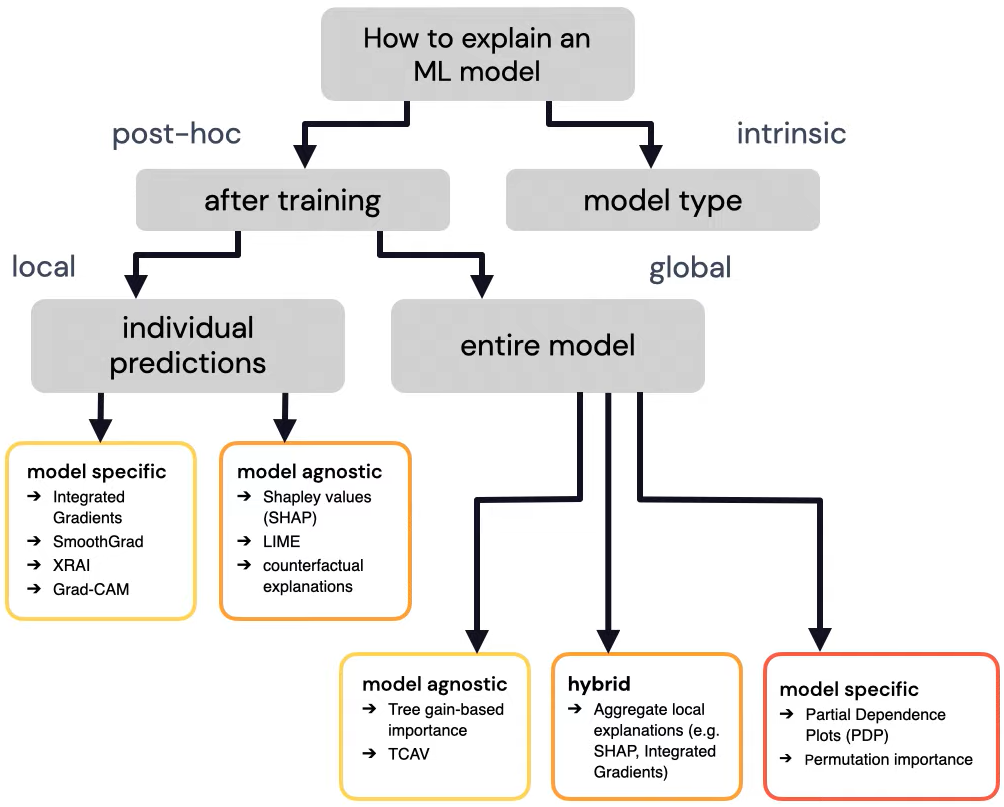 How to explain an
ML model
post-hoc
intrinsic
after training
model type
local
global
individual
predictions
entire model
model specific
➔ Integrated
Gradients
➔ SmoothGrad
➔ XRAI
➔ Grad-CAM
model agnostic
➔ Shapley values
(SHAP)
➔ LIME
➔ counterfactual
explanations
model agnostic
➔ Tree gain-based
importance
➔ TCAV
hybrid
➔ Aggregate local
explanations (e.g.
SHAP, Integrated
Gradients)
model specific
➔ Partial Dependence
Plots (PDP)
➔ Permutation importance